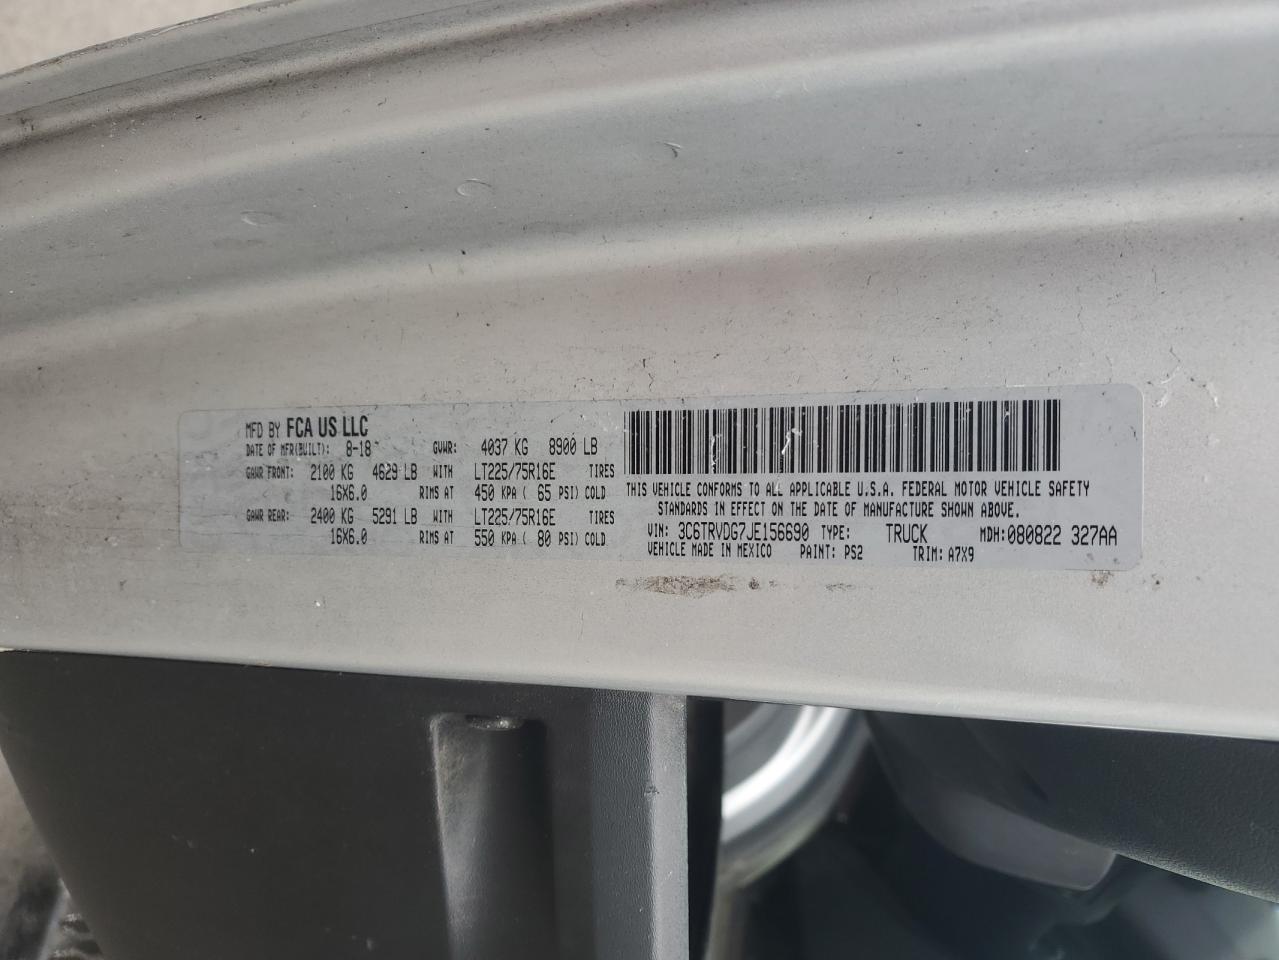 MFD BY FCA US LLC
DATE OF MFR(BUILT): 8-18 GVWR: 4037 KG 8900 LB
GAWR FRONT: 2100 KG 4629 LB WITH LT225/75R16E TIRES
16X6.0 RIMS AT 450 KPA ( 65 PSI) COLD
GAWR REAR: 2400 KG 5291 LB WITH LT225/75R16E TIRES
16X6.0 RIMS AT 550 KPA ( 80 PSI) COLD
THIS VEHICLE CONFORMS TO ALL APPLICABLE U.S.A. FEDERAL MOTOR VEHICLE SAFETY
STANDARDS IN EFFECT ON THE DATE OF MANUFACTURE SHOWN ABOVE.
VIN: 3C6TRVDG7JE156690 TYPE: TRUCK MDH:080822 327AA
VEHICLE MADE IN MEXICO PAINT: PS2 TRIM: A7X9